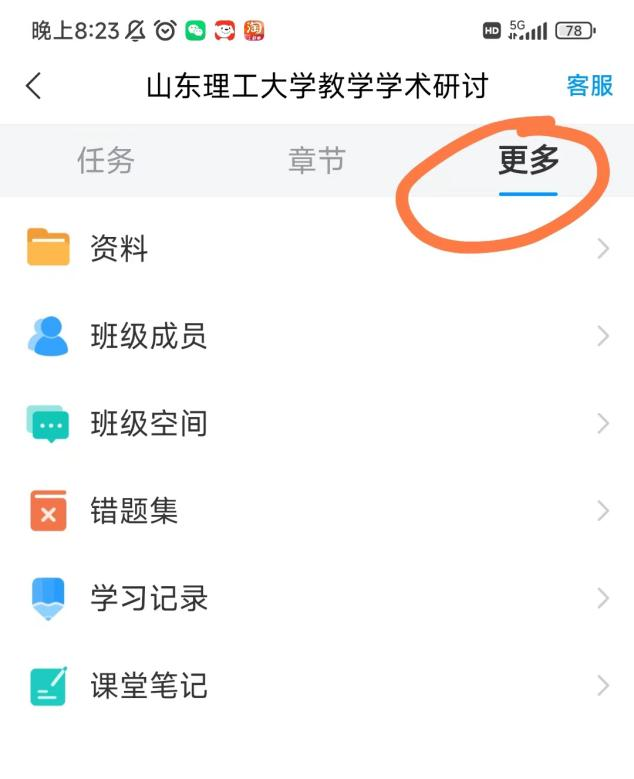 晚上8:23 淘 HD 5G 78
山东理工大学教学学术研讨 客服
任务 章节 更多
资料
班级成员
班级空间
错题集
学习记录
课堂笔记